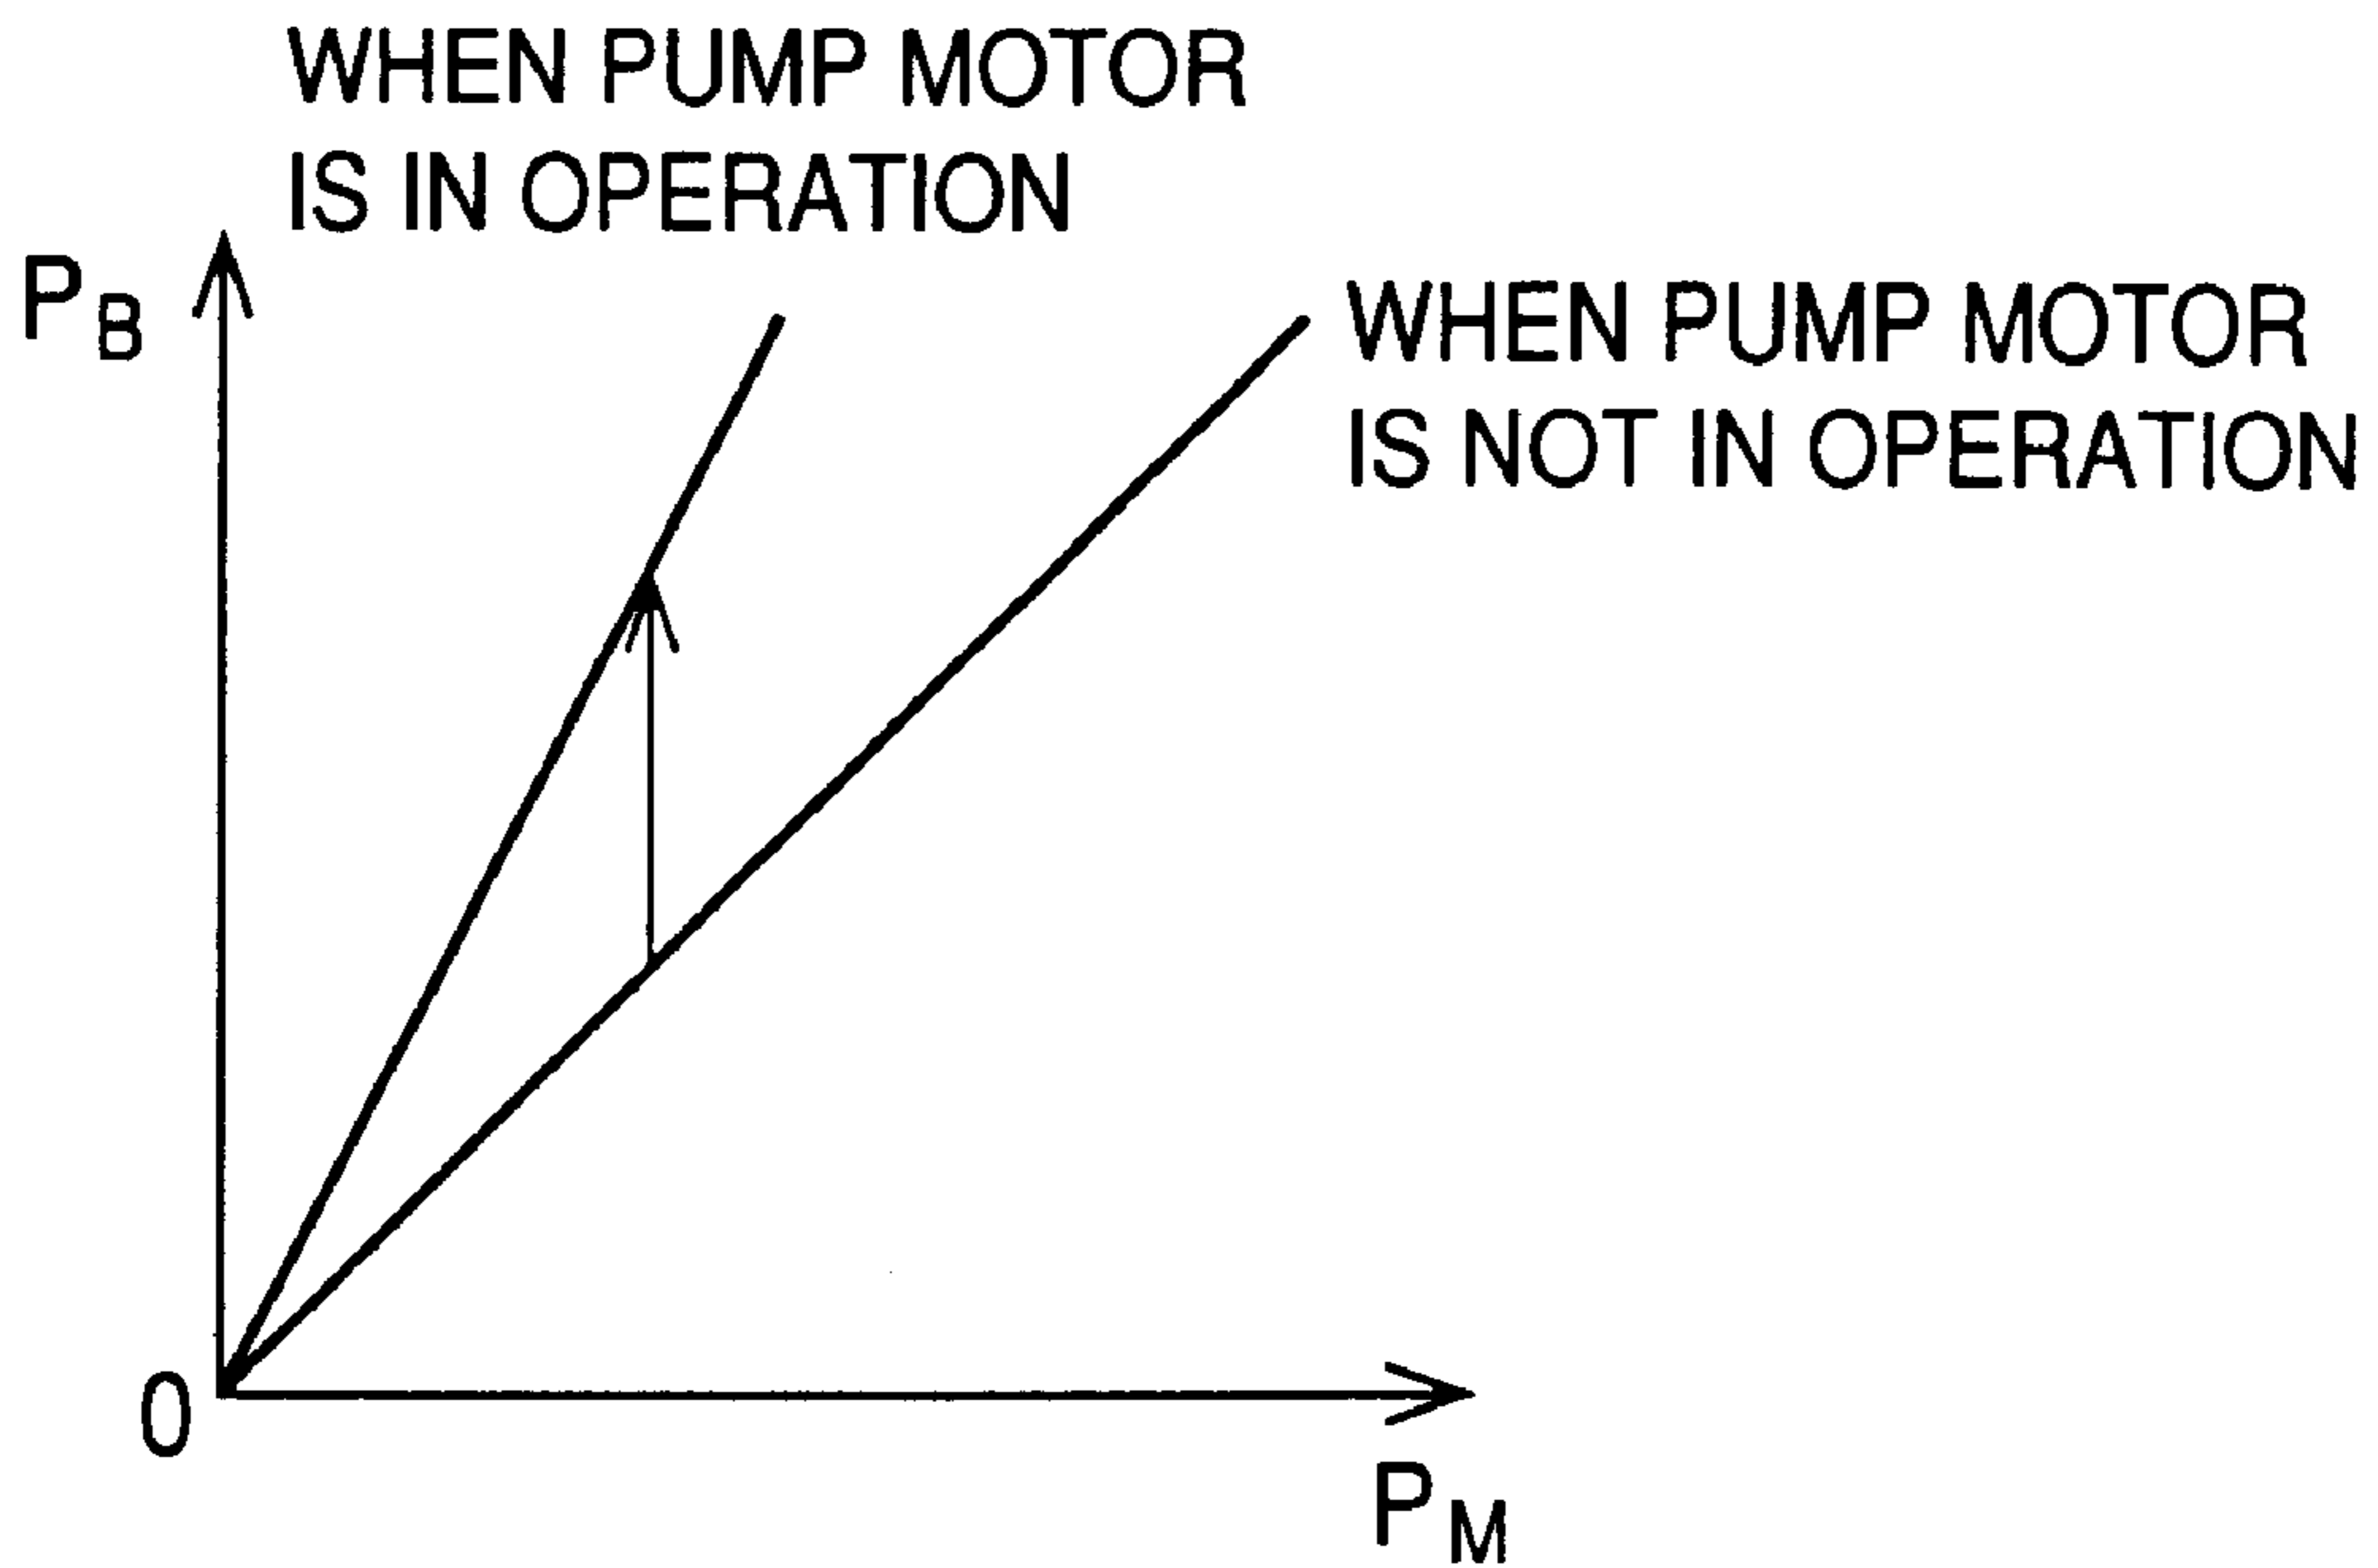 WHEN PUMP MOTOR
IS IN OPERATION
P_B
WHEN PUMP MOTOR
IS NOT IN OPERATION
0
P_M